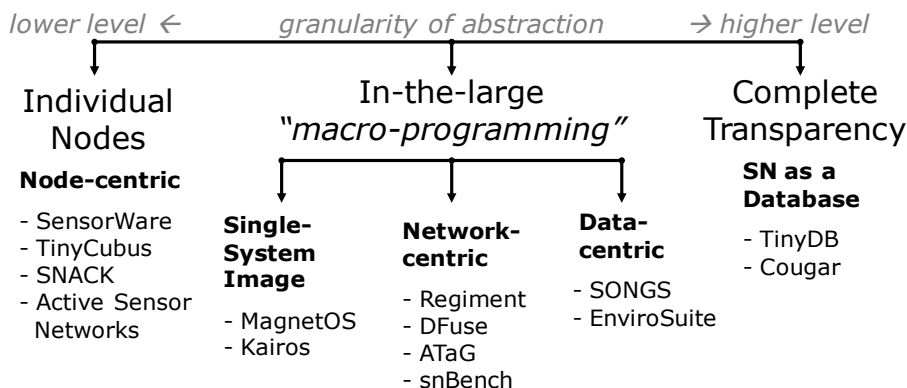 lower level ← granularity of abstraction → higher level
Individual
Nodes
Node-centric
- SensorWare
- TinyCubus
- SNACK
- Active Sensor
Networks
In-the-large
“macro-programming”
Single-
System
Image
- MagnetOS
- Kairos
Network-
centric
- Regiment
- DFuse
- ATaG
- snBench
Data-
centric
- SONGS
- EnviroSuite
Complete
Transparency
SN as a
Database
- TinyDB
- Cougar